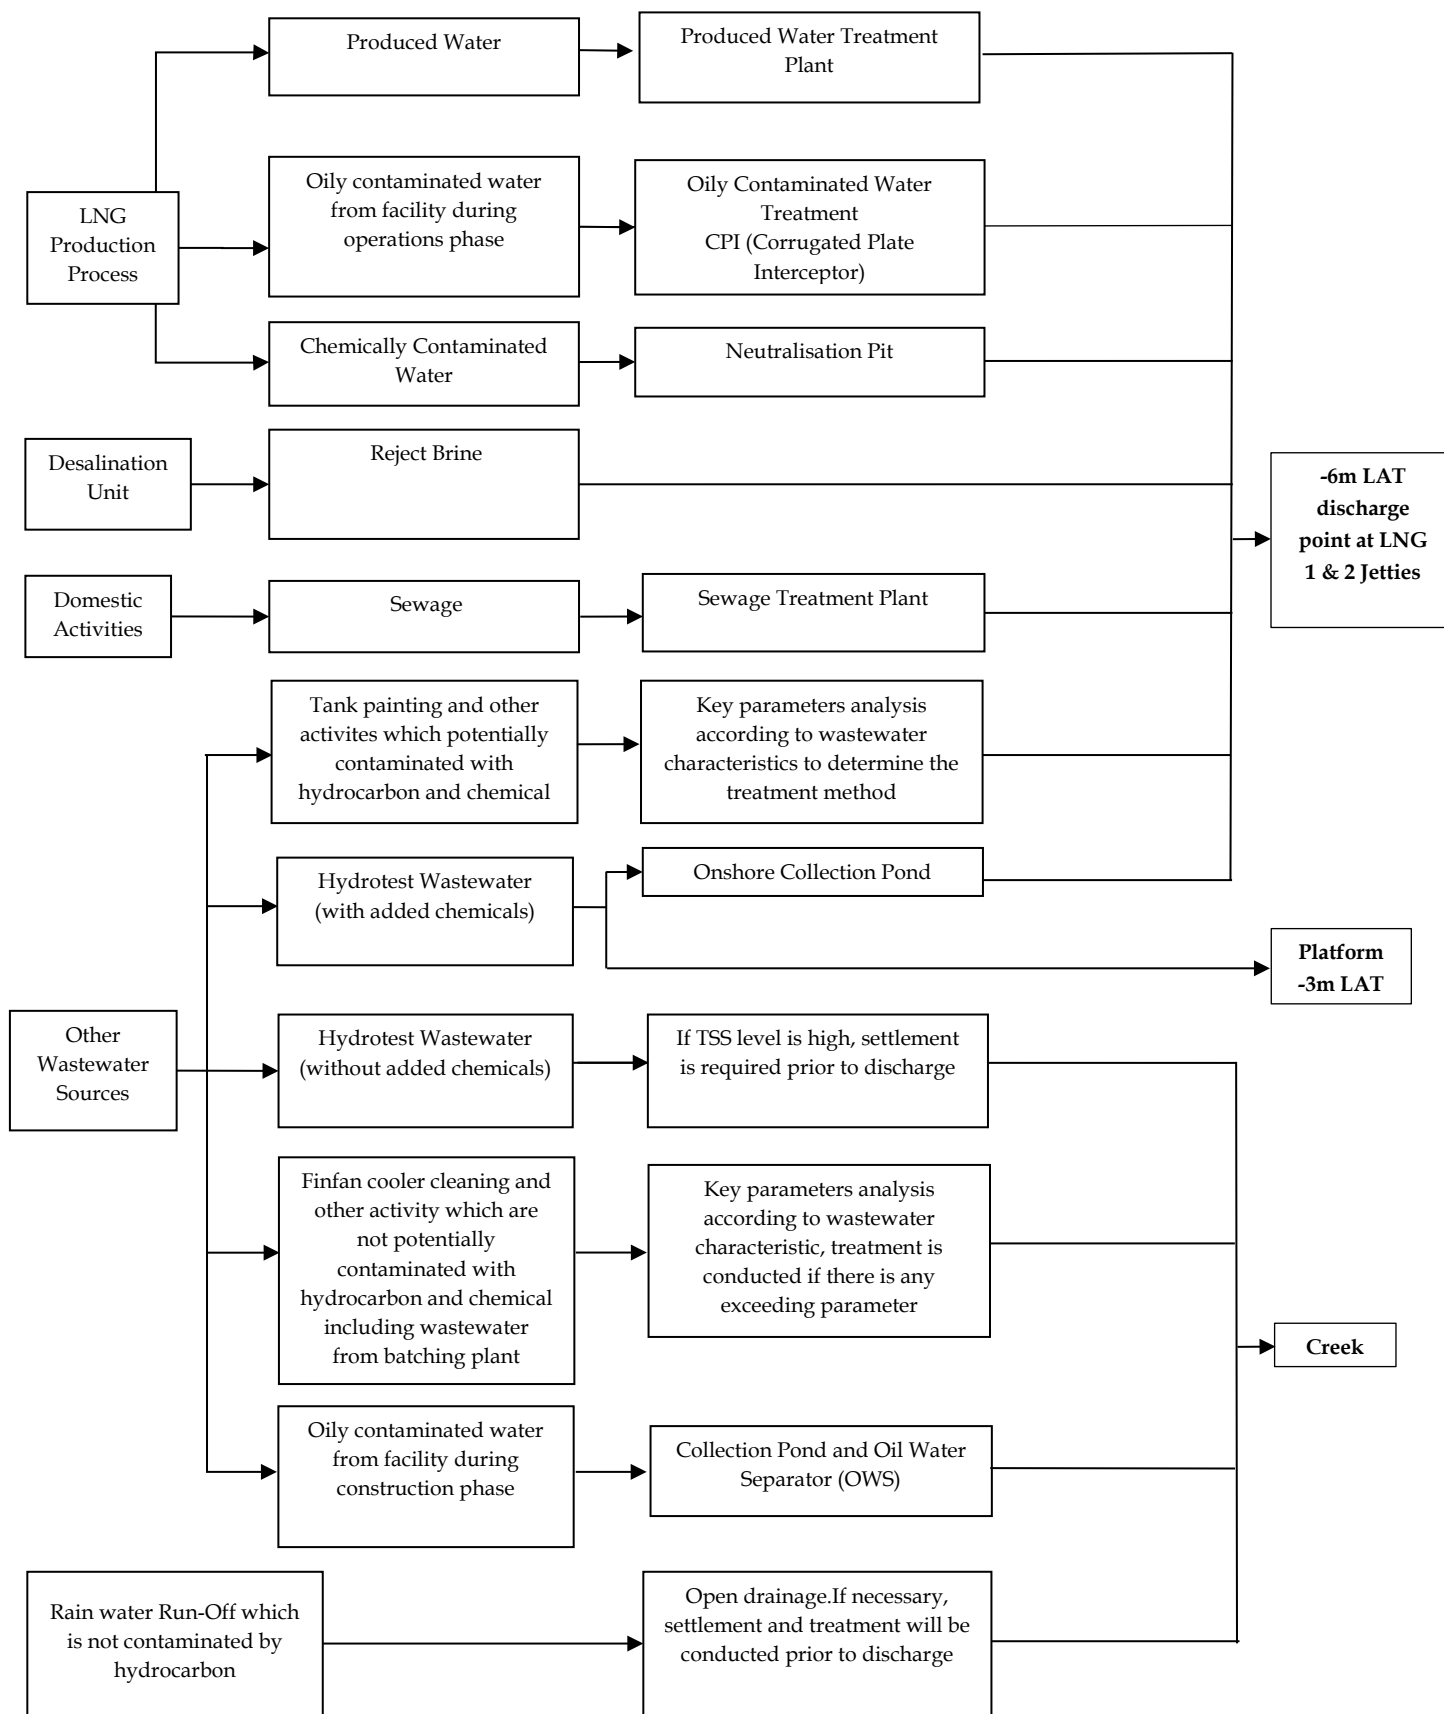 Produced Water
Produced Water Treatment
Plant
LNG
Production
Process
Oily contaminated water
from facility during
operations phase
Oily Contaminated Water
Treatment
CPI (Corrugated Plate
Interceptor)
Chemically Contaminated
Water
Neutralisation Pit
Desalination
Unit
Reject Brine
-6m LAT
discharge
point at LNG
1 & 2 Jetties
Domestic
Activities
Sewage
Sewage Treatment Plant
Tank painting and other
activites which potentially
contaminated with
hydrocarbon and chemical
Key parameters analysis
according to wastewater
characteristics to determine the
treatment method
Hydrotest Wastewater
(with added chemicals)
Onshore Collection Pond
Platform
-3m LAT
Other
Wastewater
Sources
Hydrotest Wastewater
(without added chemicals)
If TSS level is high, settlement
is required prior to discharge
Finfan cooler cleaning and
other activity which are
not potentially
contaminated with
hydrocarbon and chemical
including wastewater
from batching plant
Key parameters analysis
according to wastewater
characteristic, treatment is
conducted if there is any
exceeding parameter
Creek
Oily contaminated water
from facility during
construction phase
Collection Pond and Oil Water
Separator (OWS)
Rain water Run-Off which
is not contaminated by
hydrocarbon
Open drainage.If necessary,
settlement and treatment will be
conducted prior to discharge